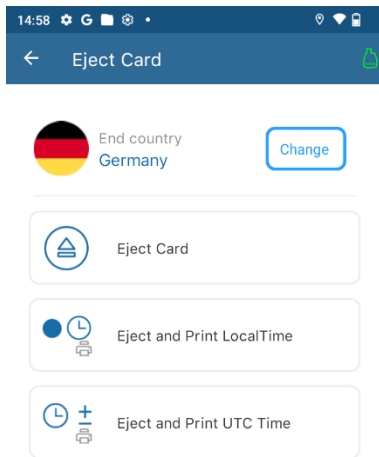 14:58 G
Eject Card
End country
Germany
Change
Eject Card
Eject and Print LocalTime
Eject and Print UTC Time